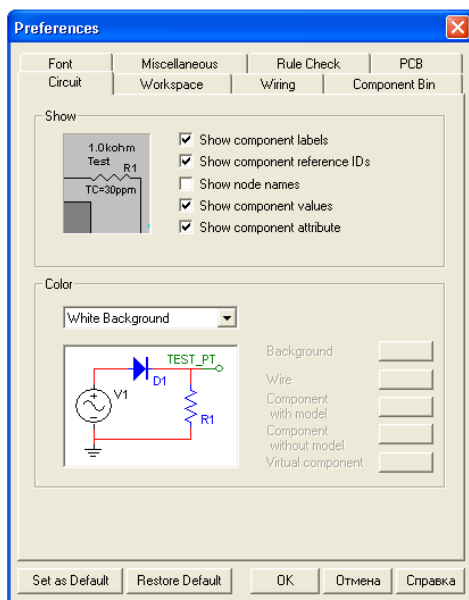 Preferences
Font Miscellaneous Rule Check PCB
Circuit Workspace Wiring Component Bin
Show
1.0kohm
Test
R1
TC=30ppm
Show component labels
Show component reference IDs
Show node names
Show component values
Show component attribute
Color
White Background
TEST_PT
D1
V1
R1
Background
Wire
Component
with model
Component
without model
Virtual component
Set as Default Restore Default OK Отмена Справка